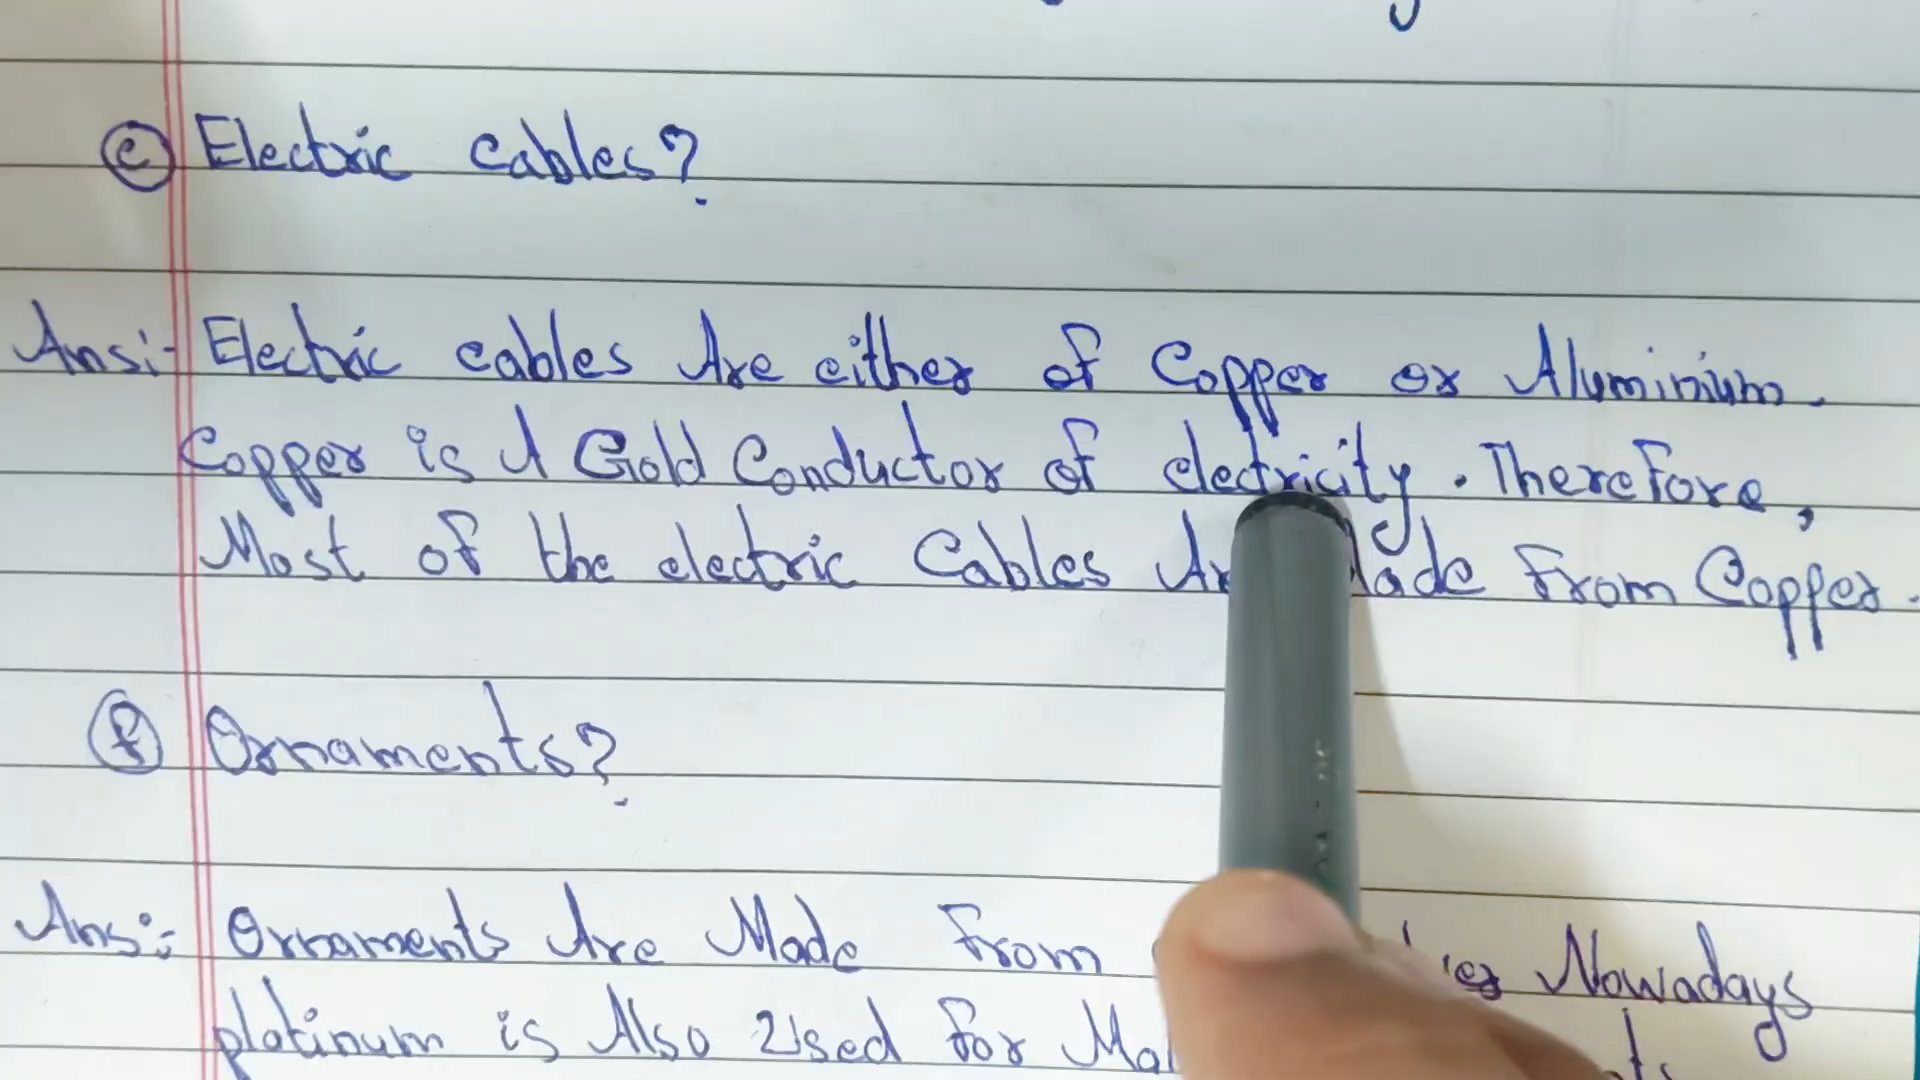 (e) Electric cables?
Ans:- Electric cables Are either of Copper or Aluminium.
Copper is A Gold Conductor of electricity. Therefore,
Most of the electric Cables Made From Copper.
(f) Ornaments?
Ans:- Ornaments Are Made From Nowadays
platinum is Also Used For